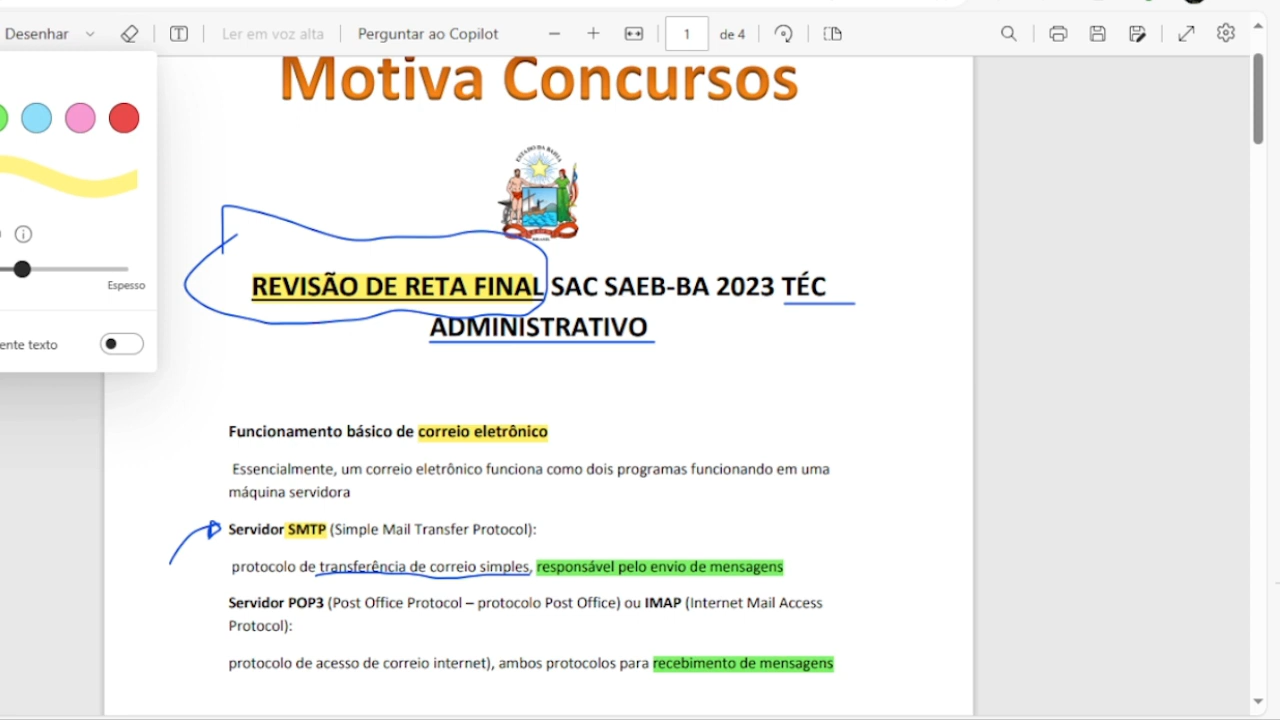 Desenhar
Ler em voz alta
Perguntar ao Copilot
1
de 4
Motiva Concursos
ESTADO DA BAHIA
Espesso
ente texto
REVISÃO DE RETA FINAL SAC SAEB-BA 2023 TÉC
ADMINISTRATIVO
Funcionamento básico de correio eletrônico
Essencialmente, um correio eletrônico funciona como dois programas funcionando em uma
máquina servidora
Servidor SMTP (Simple Mail Transfer Protocol):
protocolo de transferência de correio simples, responsável pelo envio de mensagens
Servidor POP3 (Post Office Protocol – protocolo Post Office) ou IMAP (Internet Mail Access
Protocol):
protocolo de acesso de correio internet), ambos protocolos para recebimento de mensagens